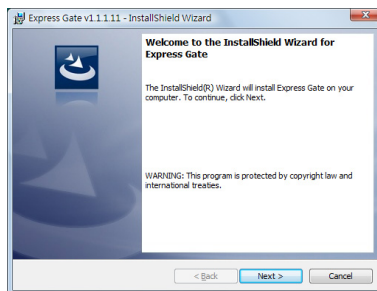 Express Gate v1.1.1.11 - InstallShield Wizard
Welcome to the InstallShield Wizard for
Express Gate
The InstallShield(R) Wizard will install Express Gate on your
computer. To continue, click Next.
WARNING: This program is protected by copyright law and
international treaties.
< Back
Next >
Cancel